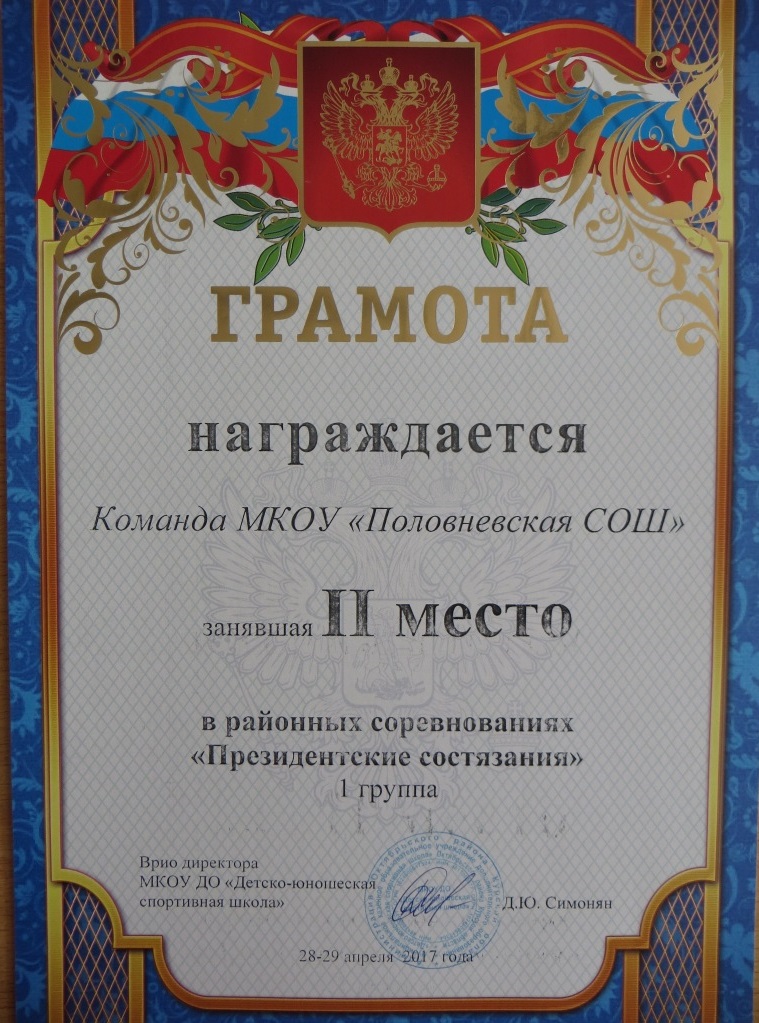 ГРАМОТА
награждается
Команда МКОУ «Половневская СОШ»
занявшая II место
в районных соревнованиях
«Президентские состязания»
1 группа
Врио директора
МКОУ ДО «Детско-юношеская
спортивная школа»
Д.Ю. Симонян
28-29 апреля 2017 года